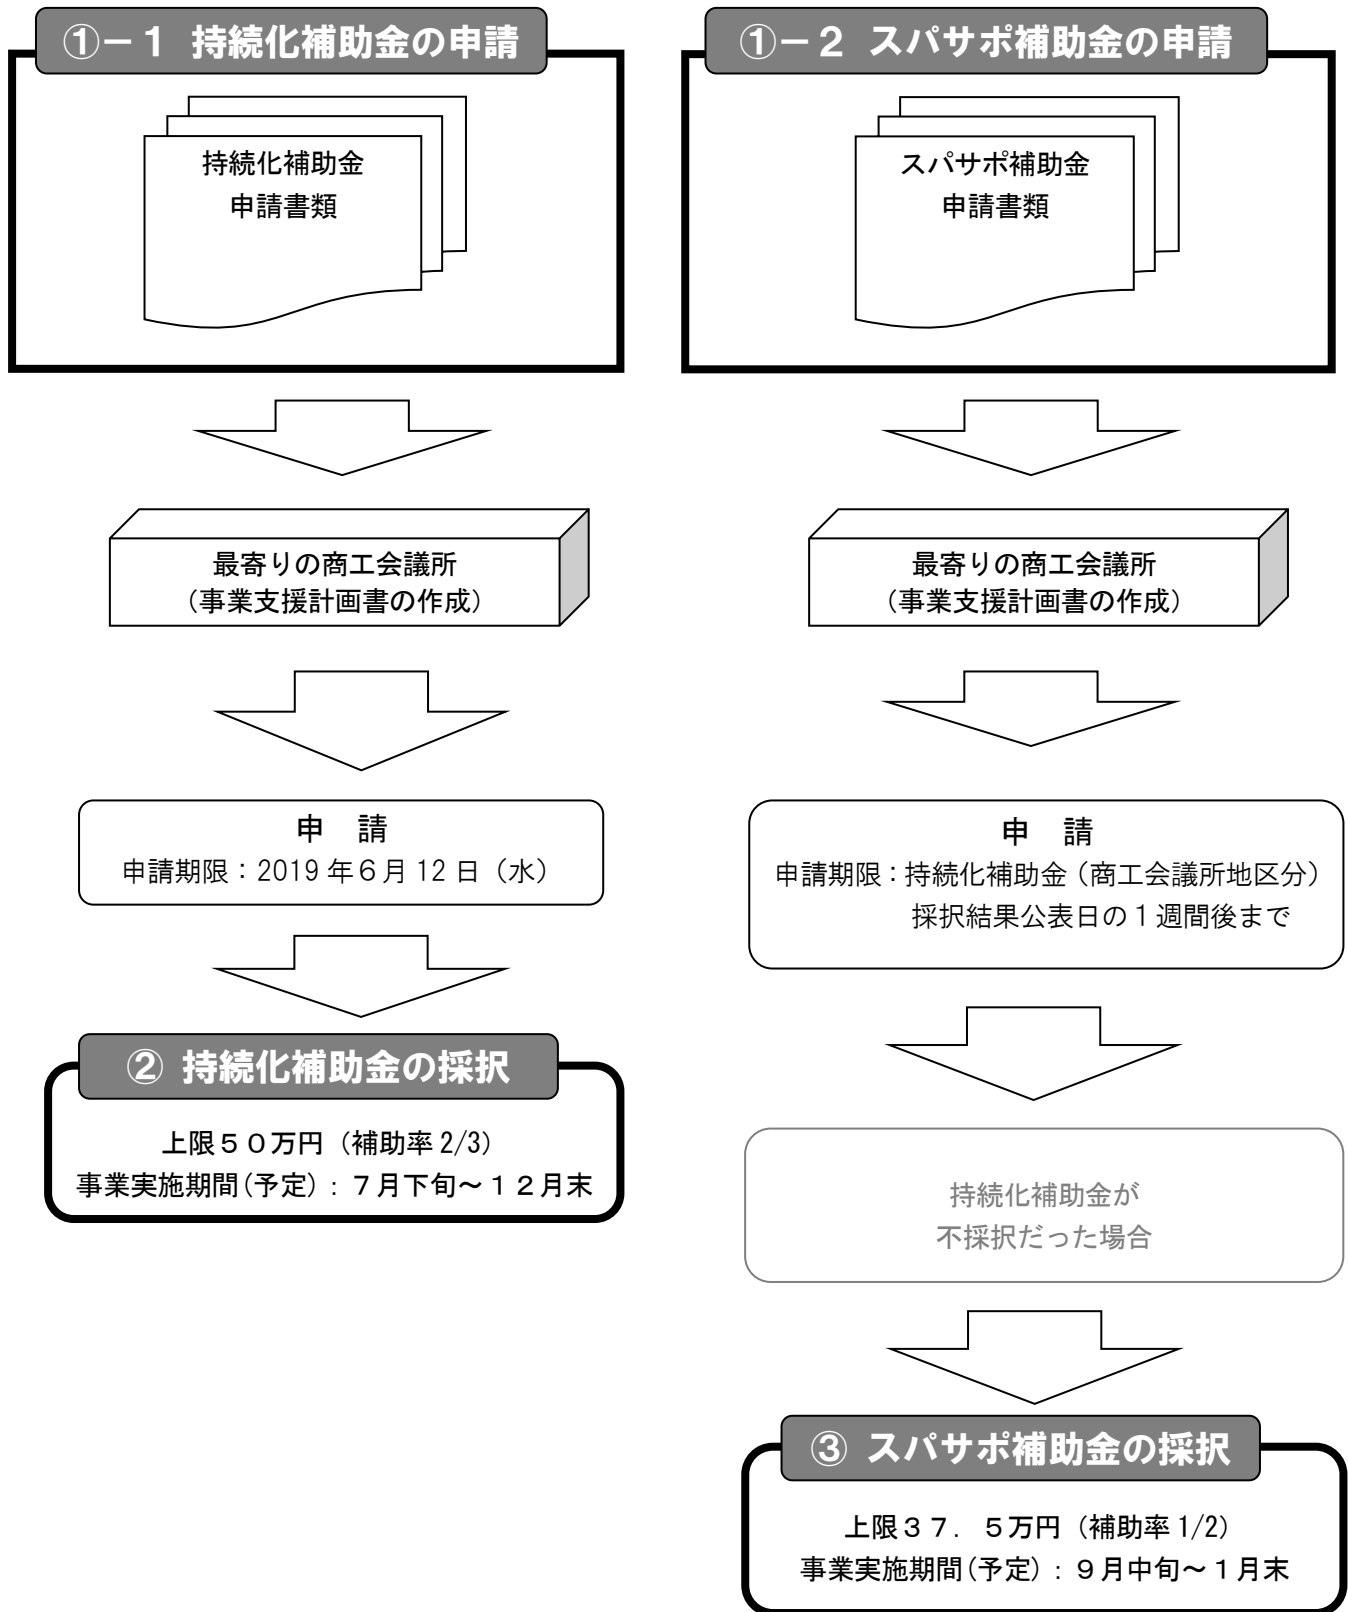 ①－１ 持続化補助金の申請
持続化補助金
申請書類
最寄りの商工会議所
（事業支援計画書の作成）
申　請
申請期限：2019年６月12日（水）
② 持続化補助金の採択
上限５０万円（補助率2/3）
事業実施期間（予定）：７月下旬～１２月末
①－２ スパサポ補助金の申請
スパサポ補助金
申請書類
最寄りの商工会議所
（事業支援計画書の作成）
申　請
申請期限：持続化補助金（商工会議所地区分）
採択結果公表日の１週間後まで
持続化補助金が
不採択だった場合
③ スパサポ補助金の採択
上限３７．５万円（補助率1/2）
事業実施期間（予定）：９月中旬～１月末